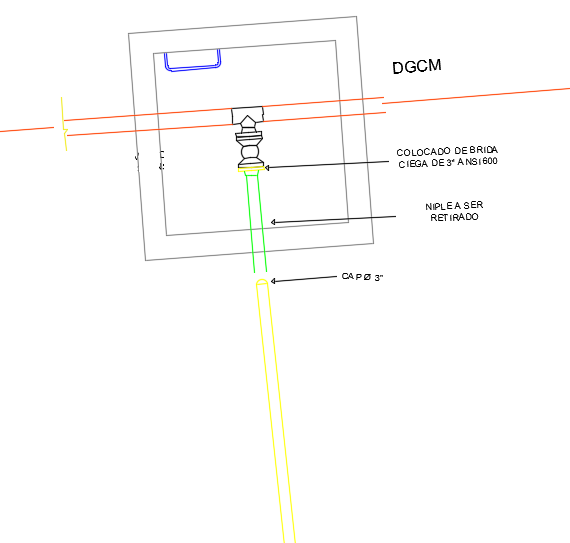 DGCM
COLOCADO DE BRIDA
CIEGA DE 3" ANSI 600
NIPLE A SER
RETIRADO
CAP Ø 3"